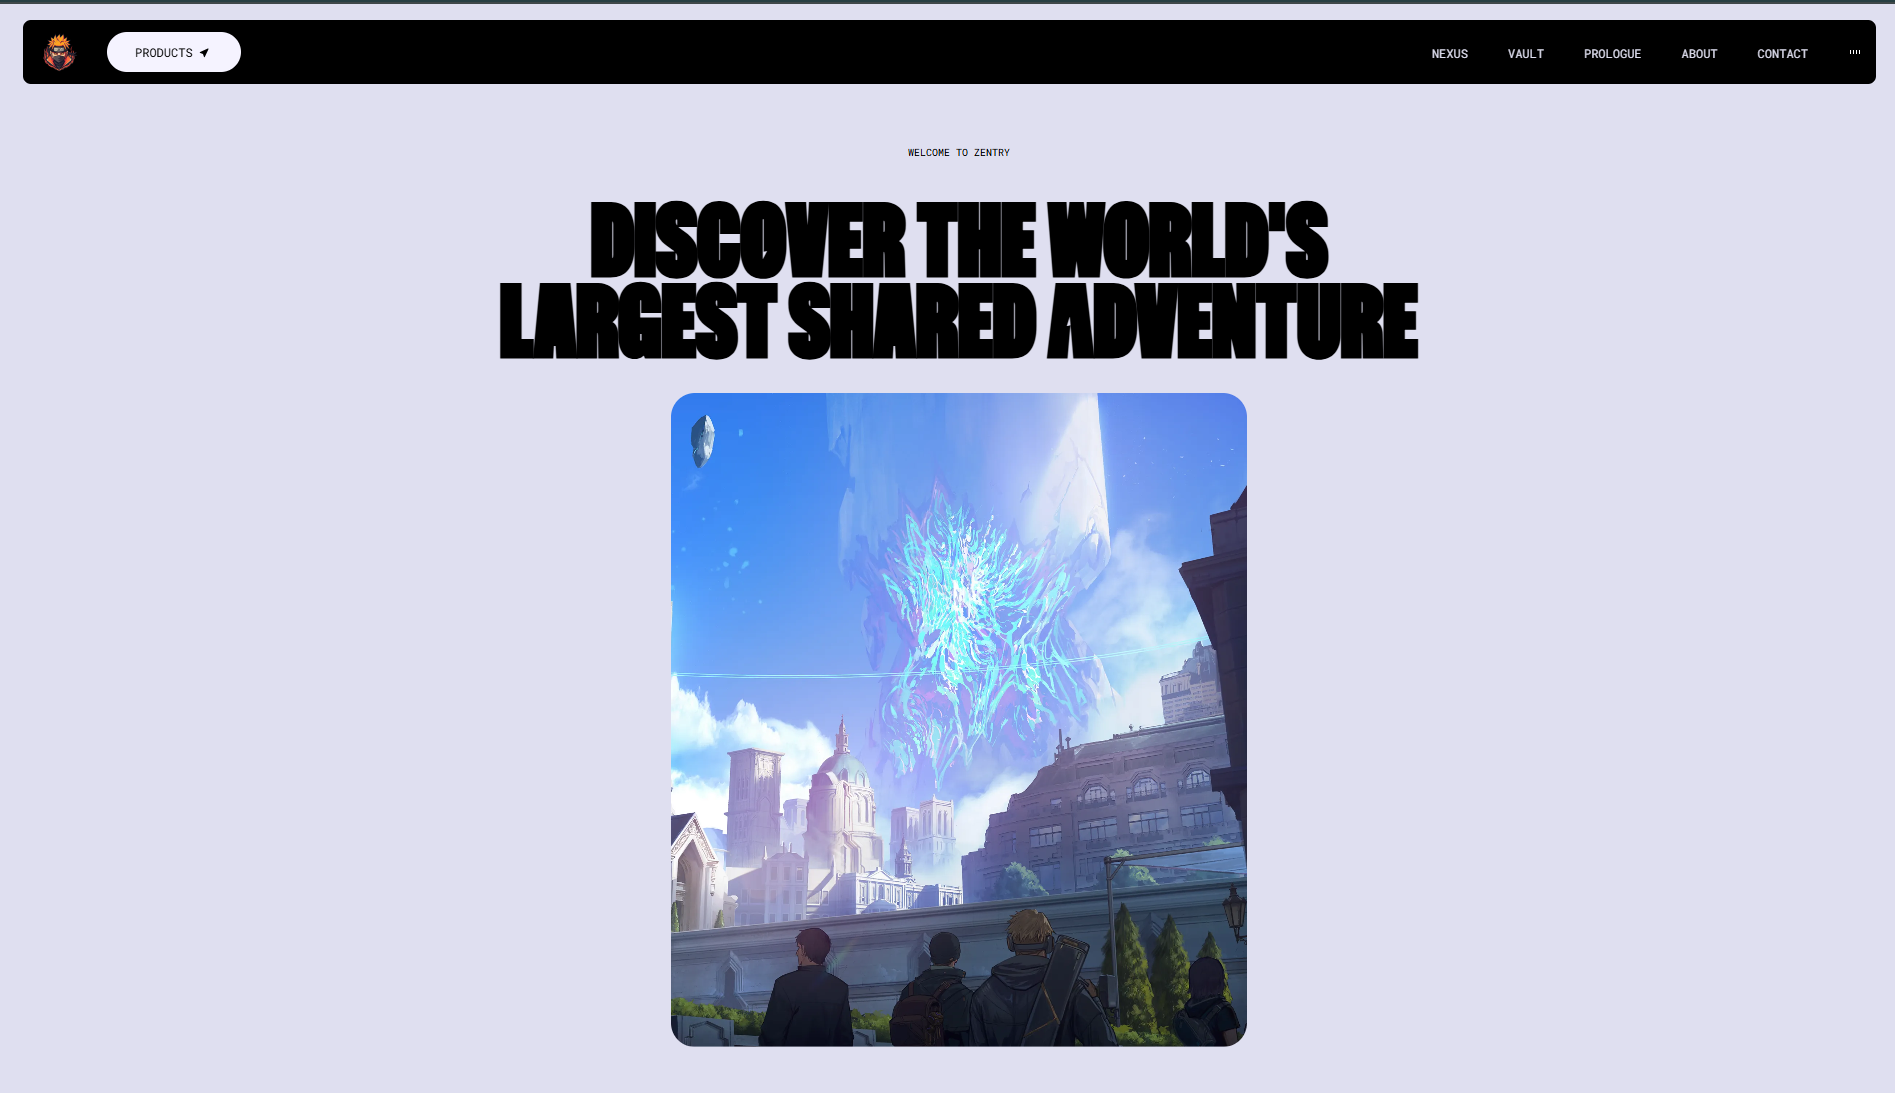 PRODUCTS
NEXUS
VAULT
PROLOGUE
ABOUT
CONTACT
WELCOME TO ZENTRY
DISCOVER THE WORLD'S
LARGEST SHARED ADVENTURE